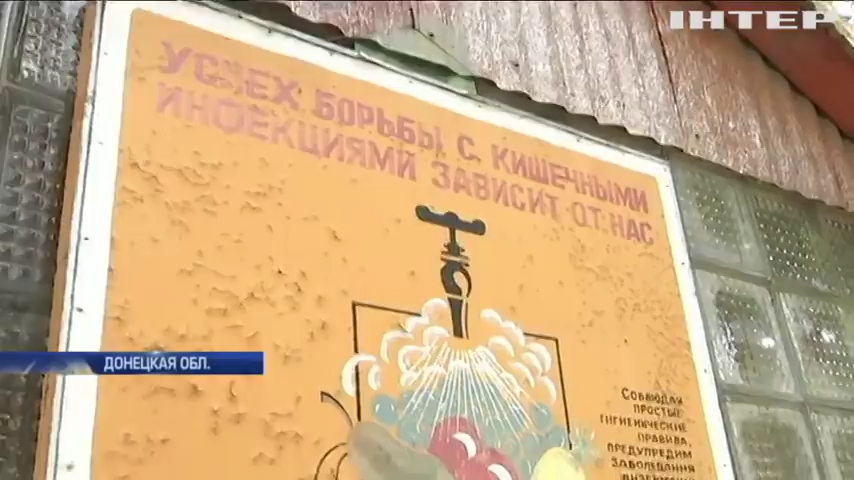 ІНТЕР
УСПЕХ БОРЬБЫ С КИШЕЧНЫМИ
ИНФЕКЦИЯМИ ЗАВИСИТ ОТ НАС
СОБЛЮДАЯ
ПРОСТЫЕ
ГИГИЕНИЧЕСКИЕ
ПРАВИЛА,
ПРЕДУПРЕДИМ
ЗАБОЛЕВАНИЯ
ДОНЕЦКАЯ ОБЛ.